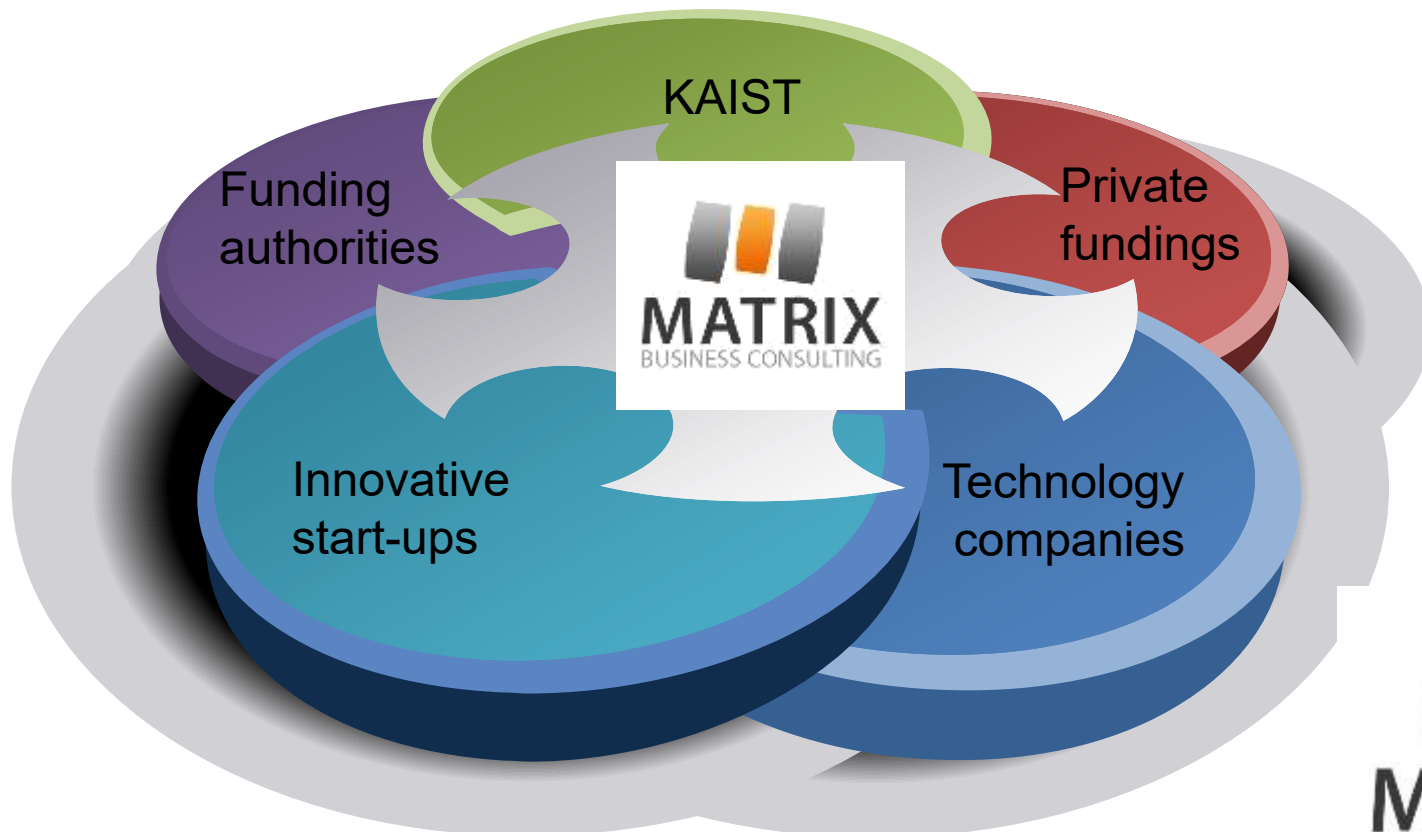 KAIST
Funding
authorities
Private
fundings
MATRIX
BUSINESS CONSULTING
Innovative
start-ups
Technology
companies
M